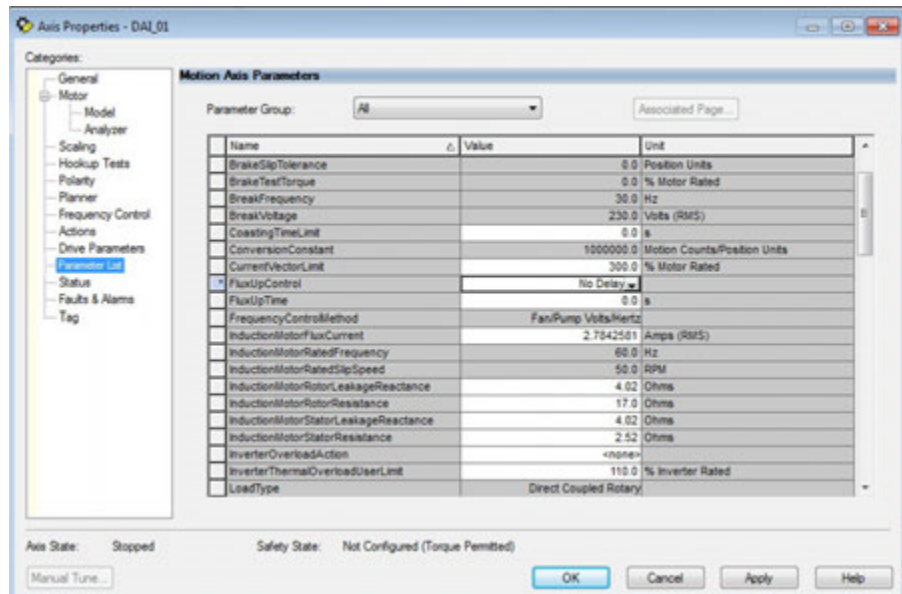 Axis Properties - DAI_01
Categories:
General
Motor
Model
Analyzer
Scaling
Hookup Tests
Polarity
Planner
Frequency Control
Actions
Drive Parameters
Parameter List
Status
Faults & Alarms
Tag
Motion Axis Parameters
Parameter Group: All Associated Page...
Name Value Unit
BrakeSlipTolerance 0.0 Position Units
BrakeTestTorque 0.0 % Motor Rated
BreakFrequency 30.0 Hz
BreakVoltage 230.0 Volts (RMS)
CoastingTimeLimit 0.0 s
ConversionConstant 1000000.0 Motion Counts/Position Units
CurrentVectorLimit 300.0 % Motor Rated
* FluxUpControl No Delay
FluxUpTime 0.0 s
FrequencyControlMethod Fan/Pump Volts/Hertz
InductionMotorFluxCurrent 2.7842581 Amps (RMS)
InductionMotorRatedFrequency 60.0 Hz
InductionMotorRatedSlipSpeed 50.0 RPM
InductionMotorRotorLeakageReactance 4.02 Ohms
InductionMotorRotorResistance 17.0 Ohms
InductionMotorStatorLeakageReactance 4.02 Ohms
InductionMotorStatorResistance 2.52 Ohms
InverterOverloadAction <none>
InverterThermalOverloadUserLimit 110.0 % Inverter Rated
LoadType Direct Coupled Rotary
Axis State: Stopped Safety State: Not Configured (Torque Permitted)
Manual Tune... OK Cancel Apply Help